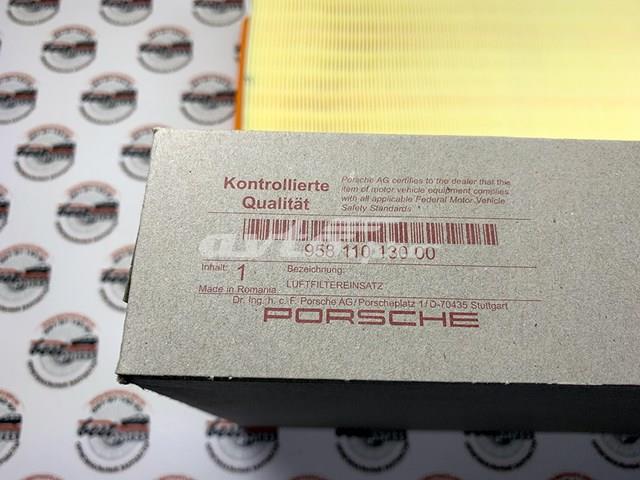 Kontrollierte
Qualität
Porsche AG certifies to the dealer that the
item of motor vehicle equipment complies
with all applicable Federal Motor Vehicle
Safety Standards
958 110 130 00
Inhalt: 1
Bezeichnung:
LUFTFILTEREINSATZ
Made in Romania
Dr. Ing. h. c. F. Porsche AG/Porscheplatz 1/D-70435 Stuttgart
PORSCHE